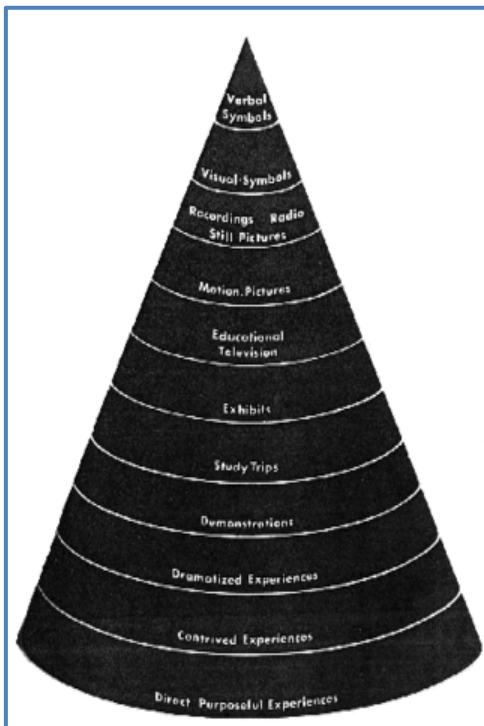 Verbal
Symbols
Visual Symbols
Recordings Radio
Still Pictures
Motion Pictures
Educational
Television
Exhibits
Study Trips
Demonstrations
Dramatized Experiences
Contrived Experiences
Direct Purposeful Experiences